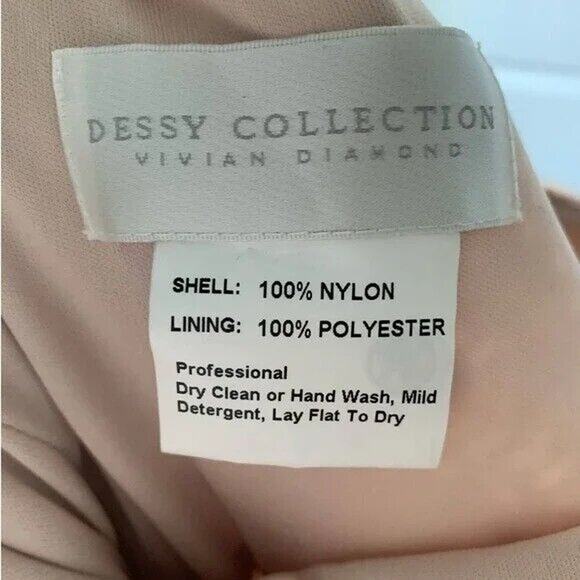 DESSY COLLECTION
VIVIAN DIAMOND
SHELL: 100% NYLON
LINING: 100% POLYESTER
Professional
Dry Clean or Hand Wash, Mild
Detergent, Lay Flat To Dry